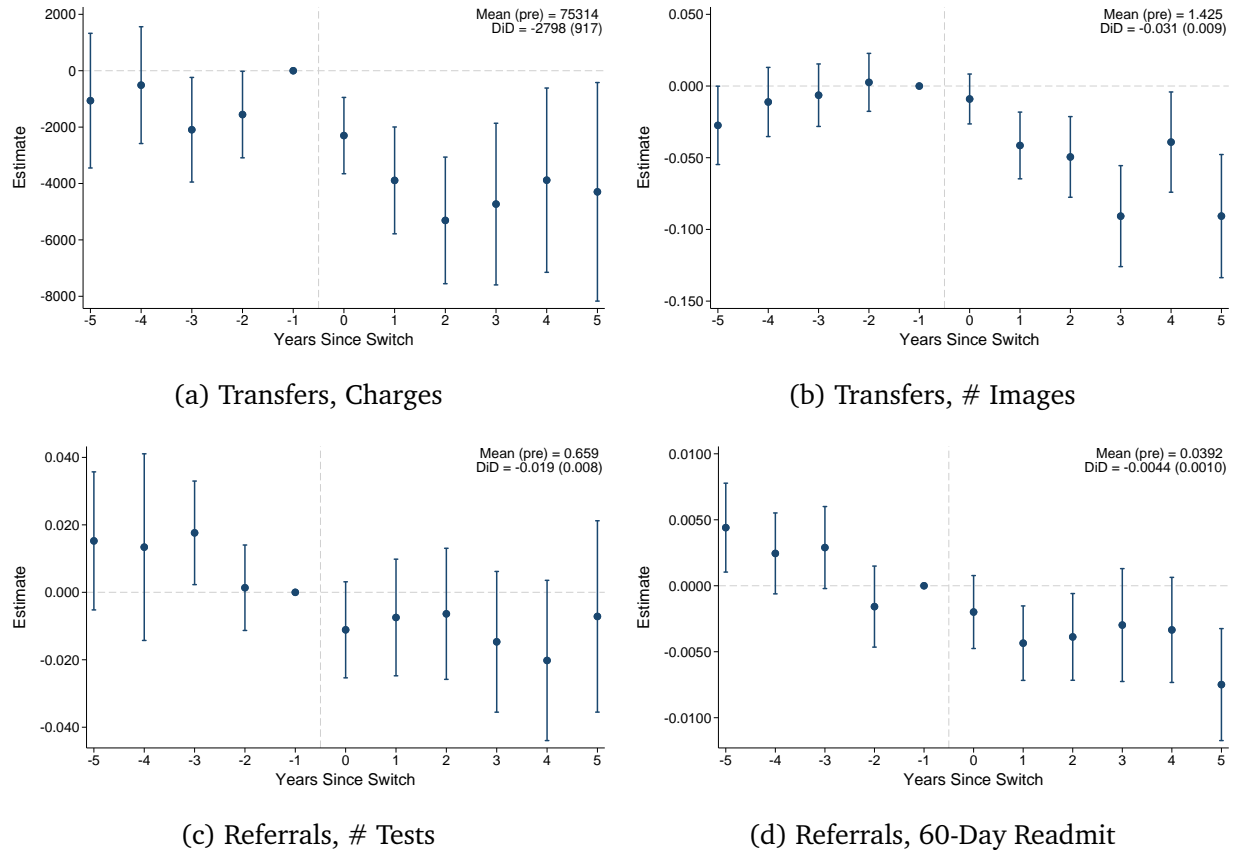 Mean (pre) = 75314
DiD = -2798 (917)
2000
0
-2000
-4000
-6000
-8000
Estimate
-5 -4 -3 -2 -1 0 1 2 3 4 5
Years Since Switch
(a) Transfers, Charges
Mean (pre) = 1.425
DiD = -0.031 (0.009)
0.050
0.000
-0.050
-0.100
-0.150
Estimate
-5 -4 -3 -2 -1 0 1 2 3 4 5
Years Since Switch
(b) Transfers, # Images
Mean (pre) = 0.659
DiD = -0.019 (0.008)
0.040
0.020
0.000
-0.020
-0.040
Estimate
-5 -4 -3 -2 -1 0 1 2 3 4 5
Years Since Switch
(c) Referrals, # Tests
Mean (pre) = 0.0392
DiD = -0.0044 (0.0010)
0.0100
0.0050
0.0000
-0.0050
-0.0100
Estimate
-5 -4 -3 -2 -1 0 1 2 3 4 5
Years Since Switch
(d) Referrals, 60-Day Readmit